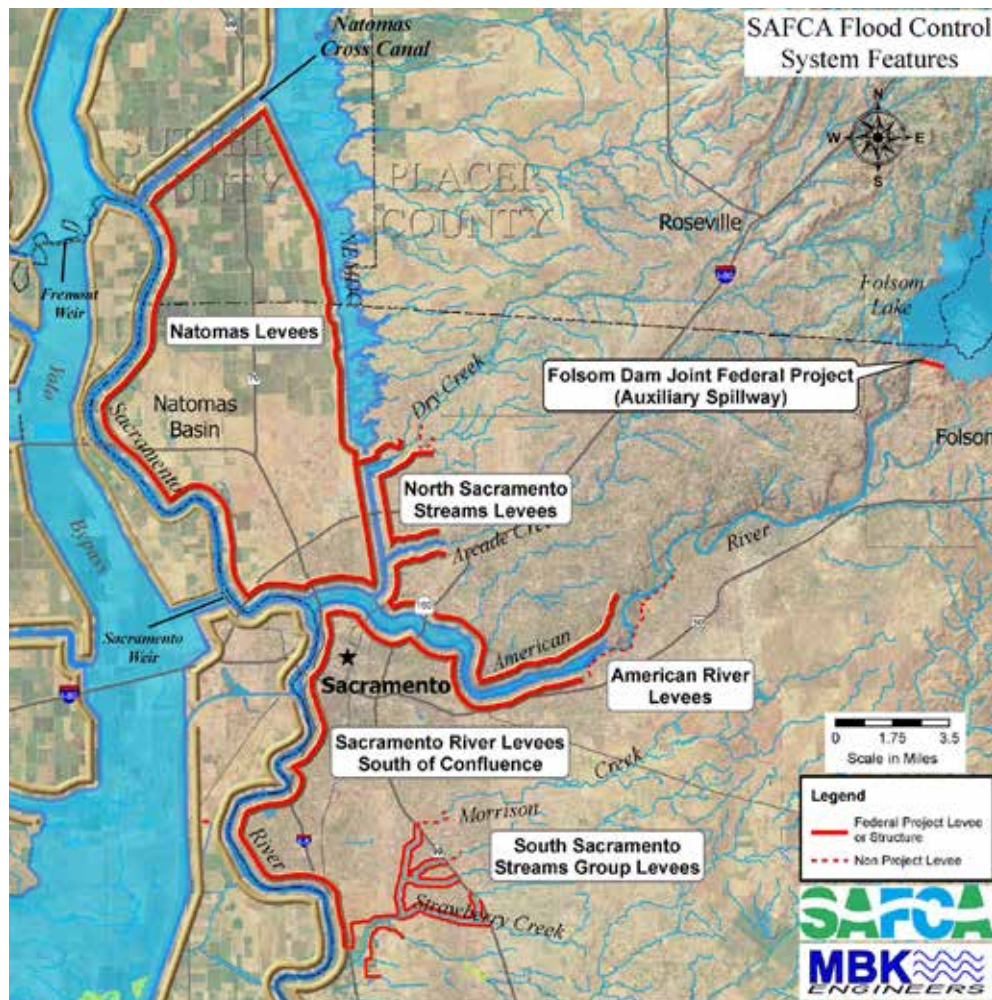 SAFCA Flood Control
System Features
Natomas
Cross Canal
N
W
E
S
SUTTER
COUNTY
PLACER
COUNTY
Roseville
NEMDC
Fremont
Weir
Folsom
Lake
Natomas Levees
Folsom Dam Joint Federal Project
(Auxiliary Spillway)
Dry Creek
Yolo
Bypass
Natomas
Basin
Sacramento
Folsom
North Sacramento
Streams Levees
Arcade Creek
River
160
Sacramento
Weir
American
Sacramento
American River
Levees
Sacramento River Levees
South of Confluence
0 1.75 3.5
Scale in Miles
Creek
Morrison
River
South Sacramento
Streams Group Levees
Strawberry Creek
Legend
Federal Project Levee
or Structure
Non Project Levee
SAFCA
MBK
ENGINEERS